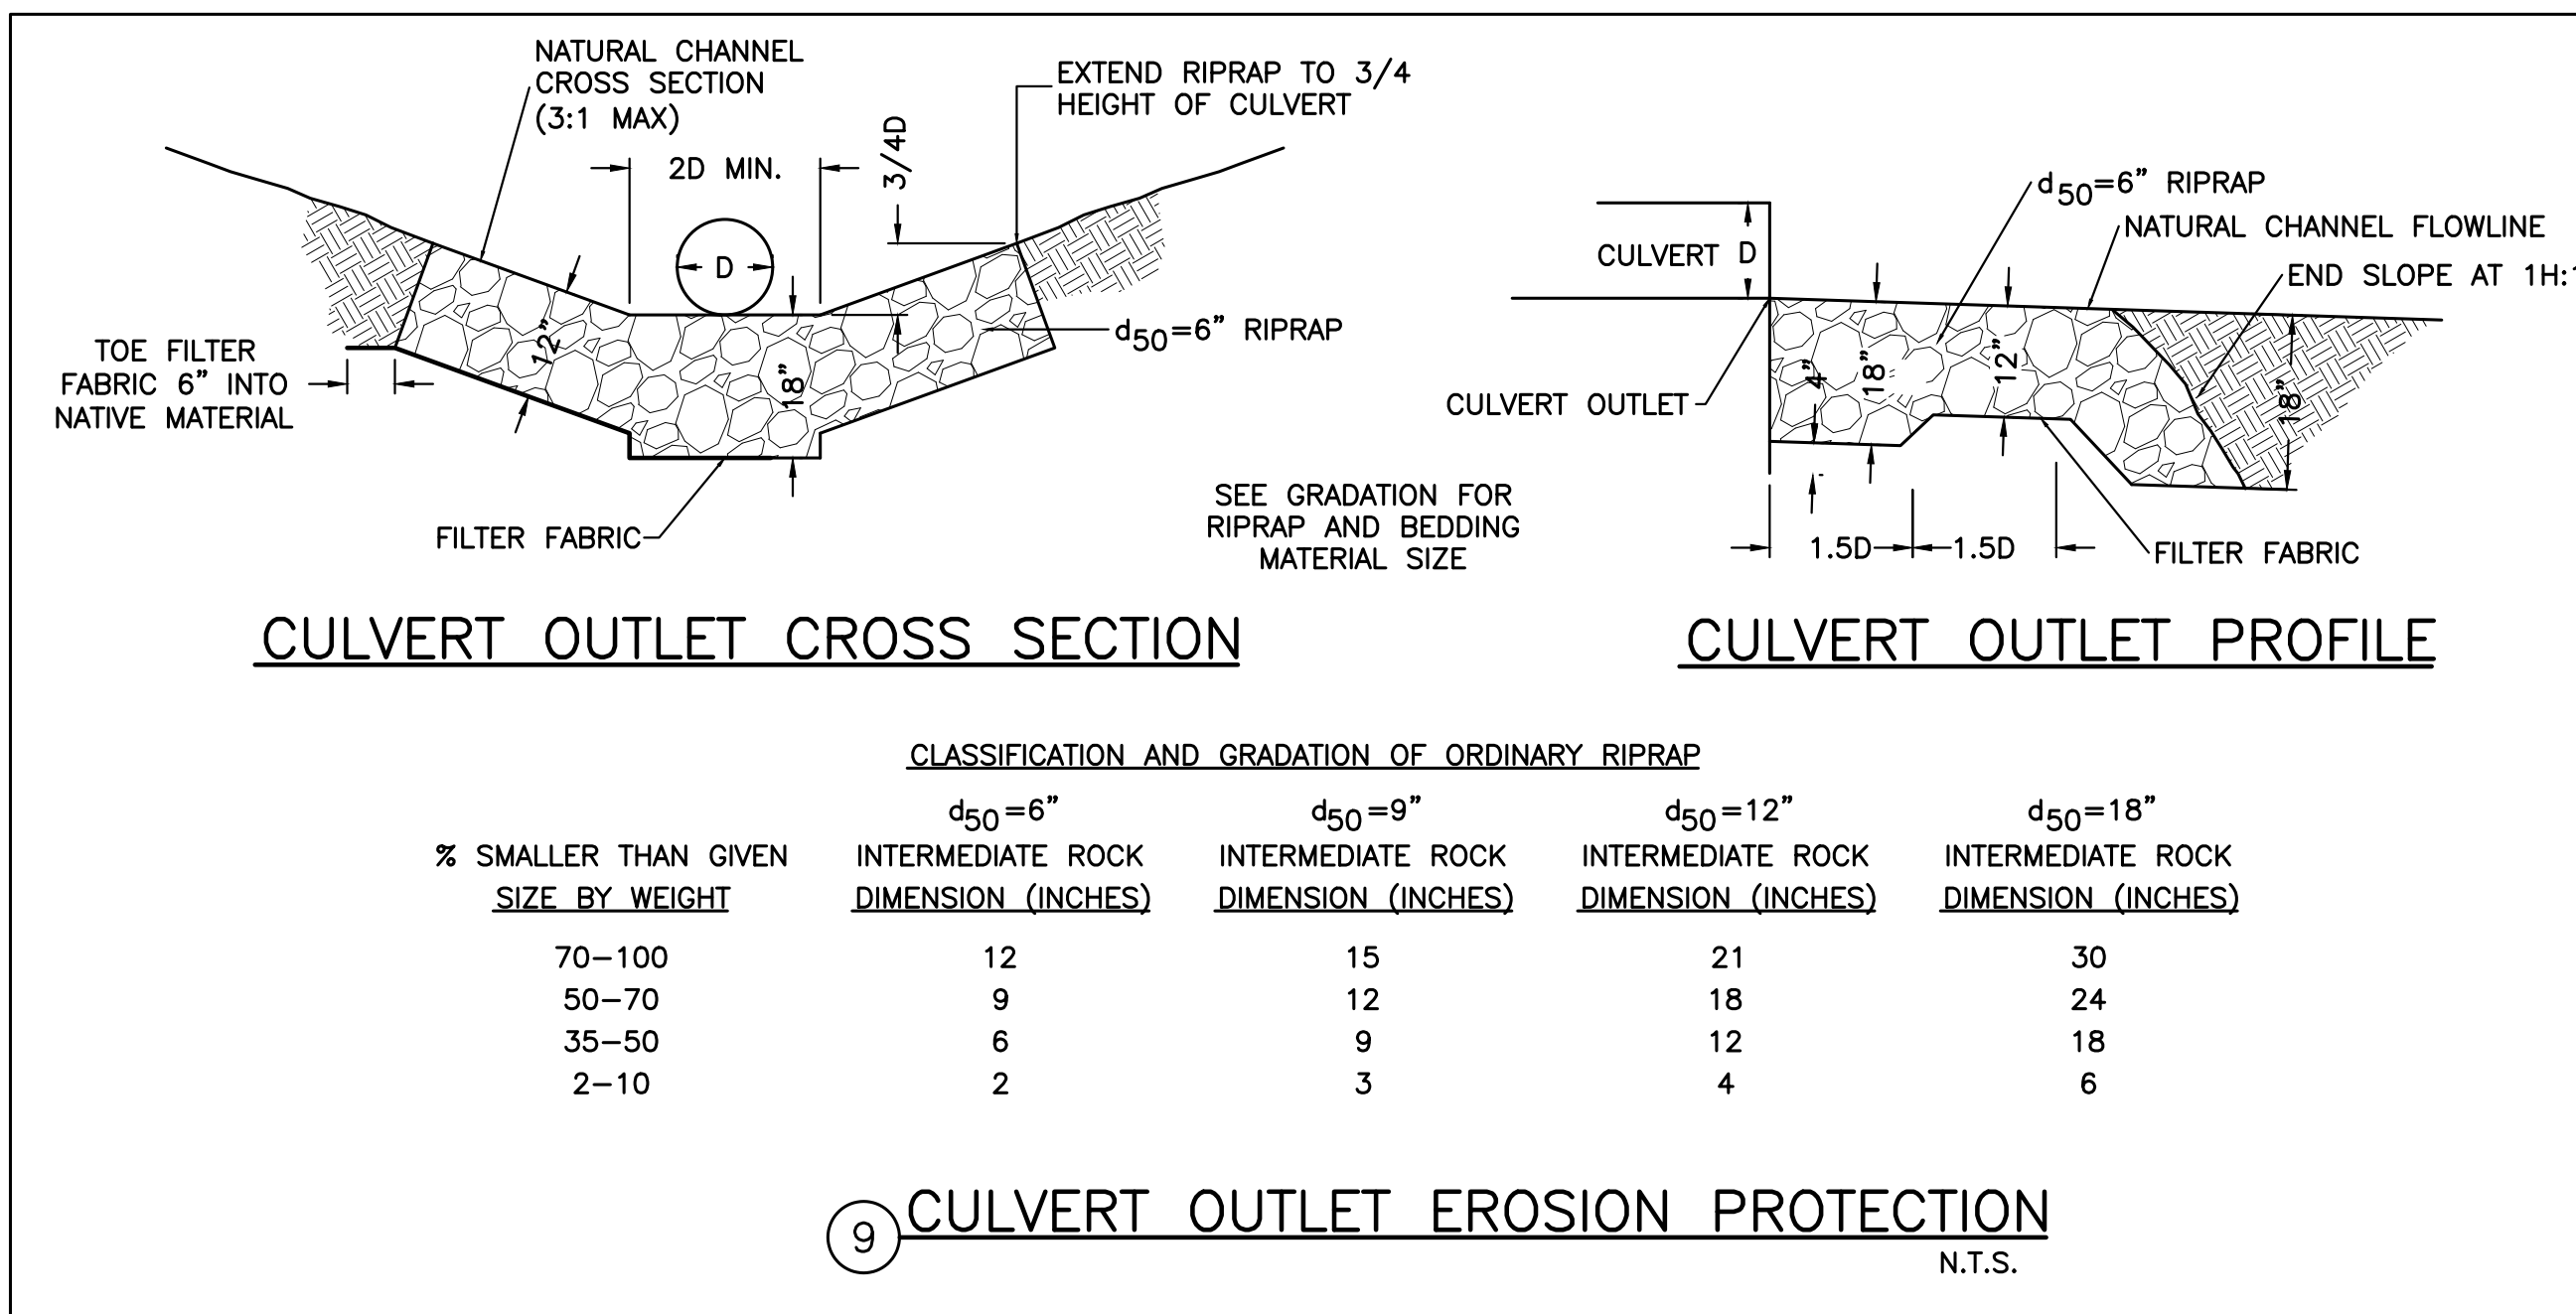 NATURAL CHANNEL
CROSS SECTION
(3:1 MAX)
EXTEND RIPRAP TO 3/4
HEIGHT OF CULVERT
2D MIN.
3/4D
D
12"
18"
d50=6" RIPRAP
TOE FILTER
FABRIC 6" INTO
NATIVE MATERIAL
FILTER FABRIC
CULVERT OUTLET CROSS SECTION
SEE GRADATION FOR
RIPRAP AND BEDDING
MATERIAL SIZE
d50=6" RIPRAP
NATURAL CHANNEL FLOWLINE
END SLOPE AT 1H:1
CULVERT D
CULVERT OUTLET
4"
18"
12"
18"
1.5D
1.5D
FILTER FABRIC
CULVERT OUTLET PROFILE
CLASSIFICATION AND GRADATION OF ORDINARY RIPRAP
d50=6" d50=9" d50=12" d50=18"
% SMALLER THAN GIVEN INTERMEDIATE ROCK INTERMEDIATE ROCK INTERMEDIATE ROCK INTERMEDIATE ROCK
SIZE BY WEIGHT DIMENSION (INCHES) DIMENSION (INCHES) DIMENSION (INCHES) DIMENSION (INCHES)
70-100 12 15 21 30
50-70 9 12 18 24
35-50 6 9 12 18
2-10 2 3 4 6
9 CULVERT OUTLET EROSION PROTECTION
N.T.S.